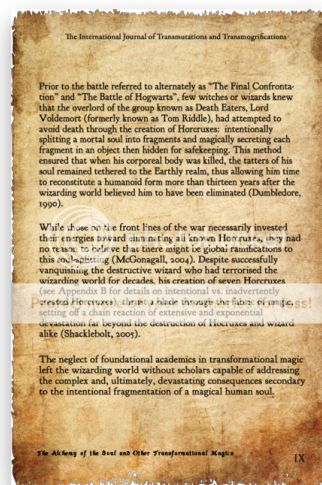 The International Journal of Transmutations and Transmogrifications
Prior to the battle referred to alternately as "The Final Confronta-
tion" and "The Battle of Hogwarts", few witches or wizards knew
that the overlord of the group known as Death Eaters, Lord
Voldemort (formerly known as Tom Riddle), had attempted to
avoid death through the creation of Horcruxes: intentionally
splitting a mortal soul into fragments and magically secreting each
fragment in an object then hidden for safekeeping. This method
ensured that when his corporeal body was killed, the tatters of his
soul remained tethered to the Earthly realm, thus allowing him time
to reconstitute a humanoid form more than thirteen years after the
wizarding world believed him to have been eliminated (Dumbledore,
1990).
While those on the front lines of the war necessarily invested
their energies toward eliminating all known Horcruxes, they had
no reason to believe that there might be global ramifications to
this soul-splitting (McGonagall, 2004). Despite successfully
vanquishing the destructive wizard who had terrorised the
wizarding world for decades, his creation of seven Horcruxes
(see Appendix B for details on intentional vs. inadvertently
created Horcruxes), thrust a blade through the fabric of magic,
setting off a chain reaction of extensive and exponential
devastation far beyond the destruction of Hocruxes and wizard
alike (Shacklebolt, 2005).
The neglect of foundational academics in transformational magic
left the wizarding world without scholars capable of addressing
the complex and, ultimately, devastating consequences secondary
to the intentional fragmentation of a magical human soul.
The Alchemy of the Soul and Other Transformational Magics
IX